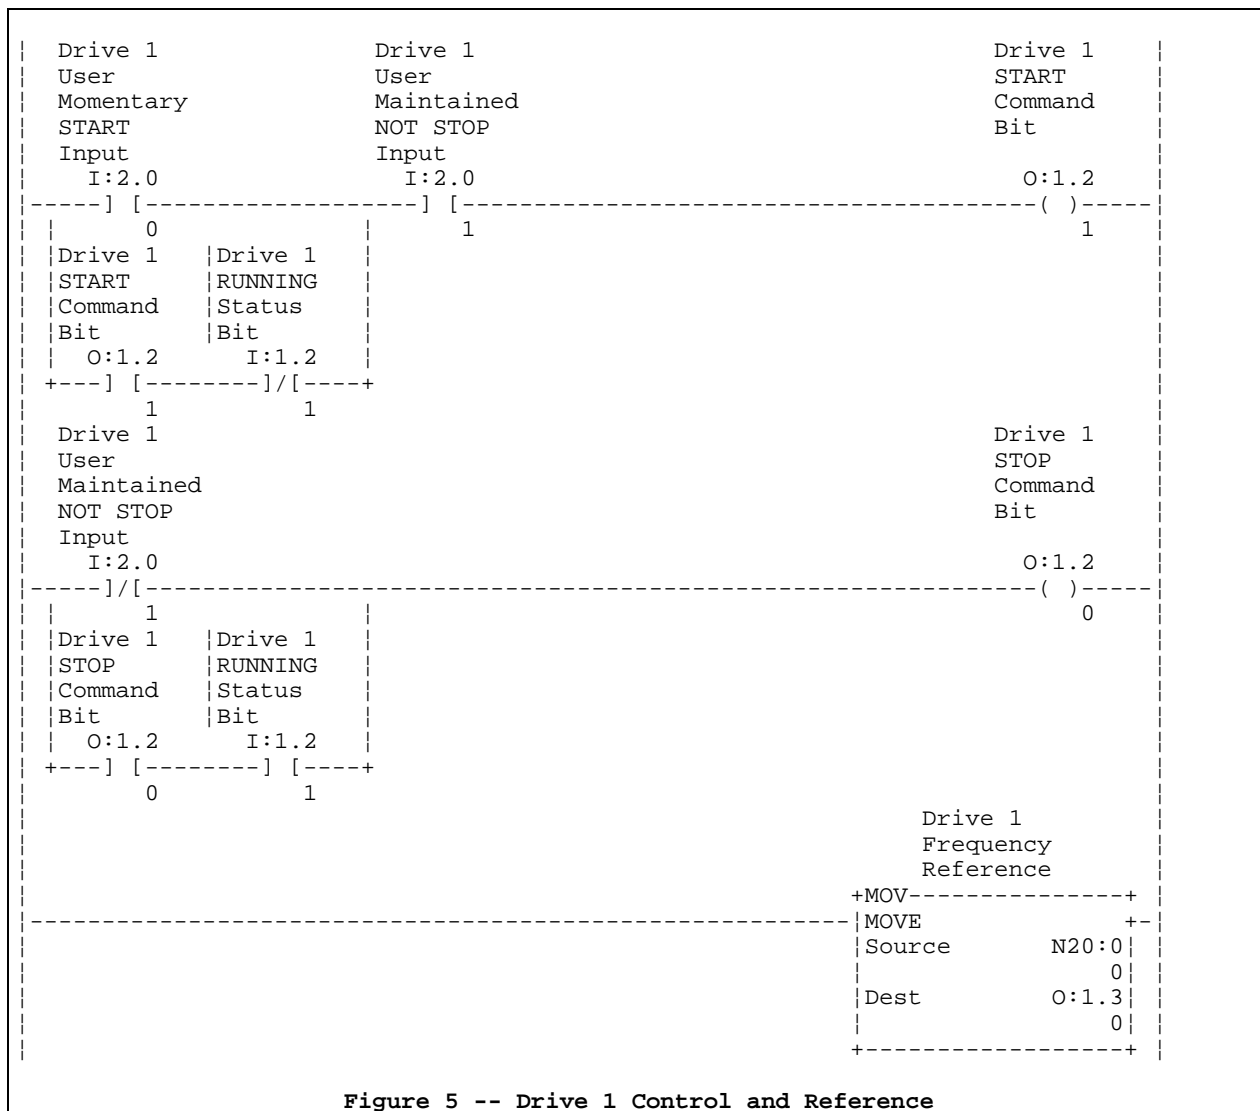 ¦  Drive 1               Drive 1                                    Drive 1    ¦
¦  User                  User                                       START      ¦
¦  Momentary             Maintained                                 Command    ¦
¦  START                 NOT STOP                                   Bit        ¦
¦  Input                 Input                                                 ¦
¦    I:2.0                 I:2.0                                      O:1.2    ¦
¦-----] [-------------------] [----------------------------------------( )-----¦
¦ ¦      0              ¦      1                                          1    ¦
¦ ¦Drive 1   ¦Drive 1   ¦                                                      ¦
¦ ¦START     ¦RUNNING   ¦                                                      ¦
¦ ¦Command   ¦Status    ¦                                                      ¦
¦ ¦Bit       ¦Bit       ¦                                                      ¦
¦ ¦ O:1.2      I:1.2   ¦                                                       ¦
¦ +---] [--------]/[----+                                                      ¦
¦        1          1                                                          ¦
¦  Drive 1                                                          Drive 1    ¦
¦  User                                                             STOP       ¦
¦  Maintained                                                       Command    ¦
¦  NOT STOP                                                         Bit        ¦
¦  Input                                                                       ¦
¦    I:2.0                                                            O:1.2    ¦
¦-----]/[--------------------------------------------------------------( )-----¦
¦ ¦      1              ¦                                                 0    ¦
¦ ¦Drive 1   ¦Drive 1   ¦                                                      ¦
¦ ¦STOP      ¦RUNNING   ¦                                                      ¦
¦ ¦Command   ¦Status    ¦                                                      ¦
¦ ¦Bit       ¦Bit       ¦                                                      ¦
¦ ¦ O:1.2      I:1.2   ¦                                                       ¦
¦ +---] [--------] [----+                                                      ¦
¦        0          1                                                          ¦
¦                                                             Drive 1          ¦
¦                                                             Frequency        ¦
¦                                                             Reference        ¦
¦                                                         +MOV---------------+ ¦
¦---------------------------------------------------------¦MOVE              +-¦
¦                                                         ¦Source       N20:0¦ ¦
¦                                                         ¦                 0¦ ¦
¦                                                         ¦Dest         O:1.3¦ ¦
¦                                                         ¦                 0¦ ¦
¦                                                         +------------------+ ¦
Figure 5 -- Drive 1 Control and Reference